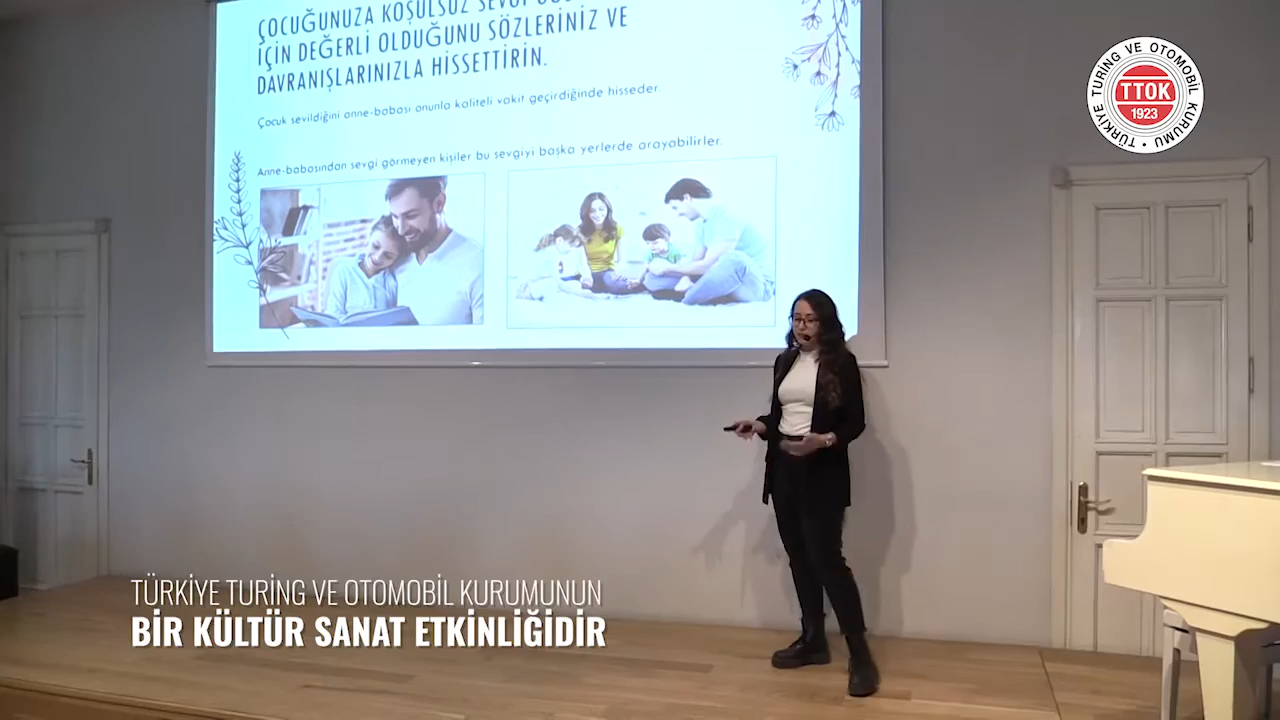 ÇOCUĞUNUZA KOŞULSUZ SEVGİ
İÇİN DEĞERLİ OLDUĞUNU SÖZLERİNİZ VE
DAVRANIŞLARINIZLA HİSSETTİRİN.
Çocuk sevildiğini anne-babası onunla kaliteli vakit geçirdiğinde hisseder.
Anne-babasından sevgi görmeyen kişiler bu sevgiyi başka yerlerde arayabilirler.
TÜRKİYE TURİNG VE OTOMOBİL KURUMU
TTOK
1923
TÜRKİYE TURİNG VE OTOMOBİL KURUMUNUN
BİR KÜLTÜR SANAT ETKİNLİĞİDİR